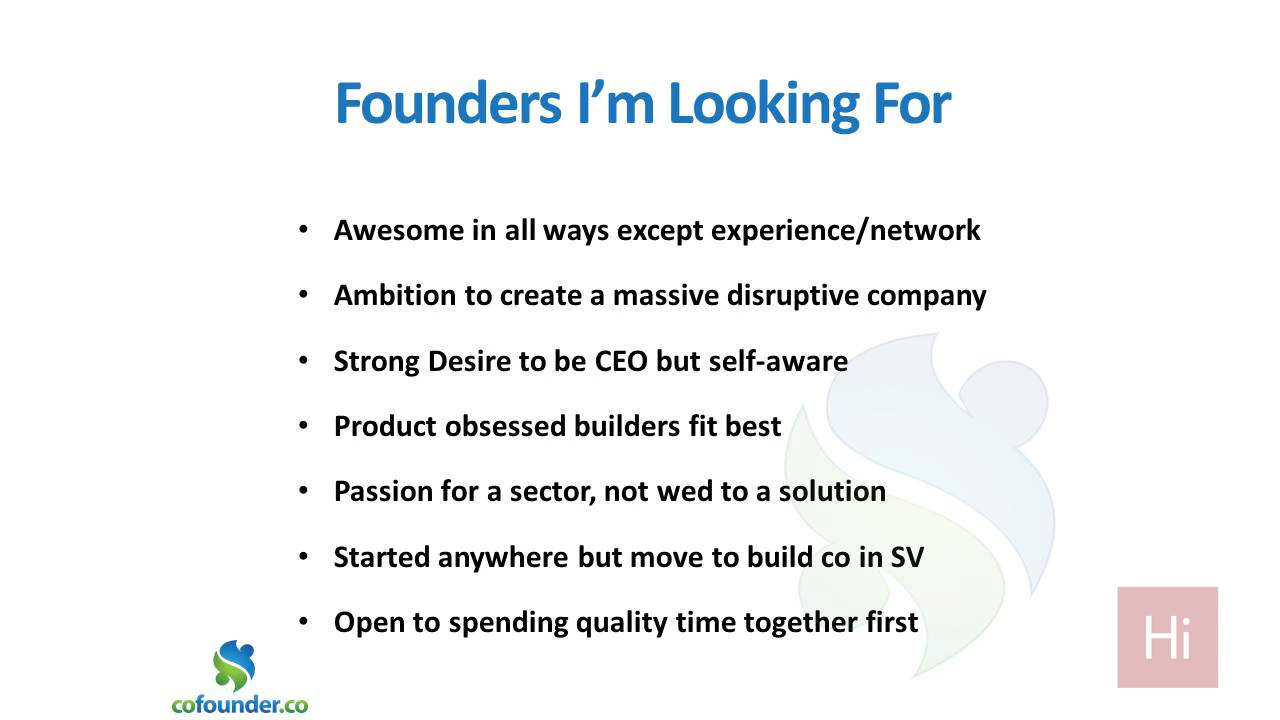 Founders I’m Looking For
• Awesome in all ways except experience/network
• Ambition to create a massive disruptive company
• Strong Desire to be CEO but self-aware
• Product obsessed builders fit best
• Passion for a sector, not wed to a solution
• Started anywhere but move to build co in SV
• Open to spending quality time together first
Hi
cofounder.co